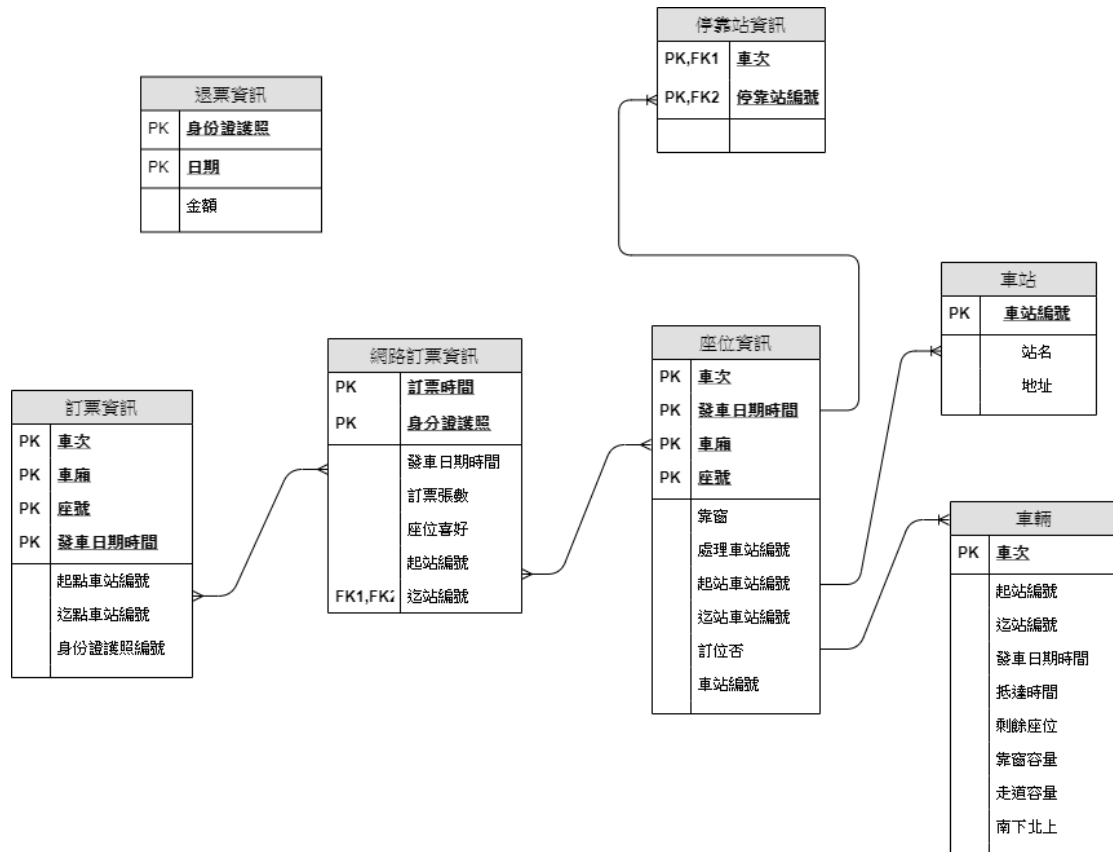 退票資訊
PK 身份證護照
PK 日期
金額
停靠站資訊
PK,FK1 車次
PK,FK2 停靠站編號
訂票資訊
PK 車次
PK 車廂
PK 座號
PK 發車日期時間
起點車站編號
迄點車站編號
身份證護照編號
網路訂票資訊
PK 訂票時間
PK 身分證護照
發車日期時間
訂票張數
座位喜好
起站編號
FK1,FK2 迄站編號
座位資訊
PK 車次
PK 發車日期時間
PK 車廂
PK 座號
靠窗
處理車站編號
起站車站編號
迄站車站編號
訂位否
車站編號
車站
PK 車站編號
站名
地址
車輛
PK 車次
起站編號
迄站編號
發車日期時間
抵達時間
剩餘座位
靠窗容量
走道容量
南下北上